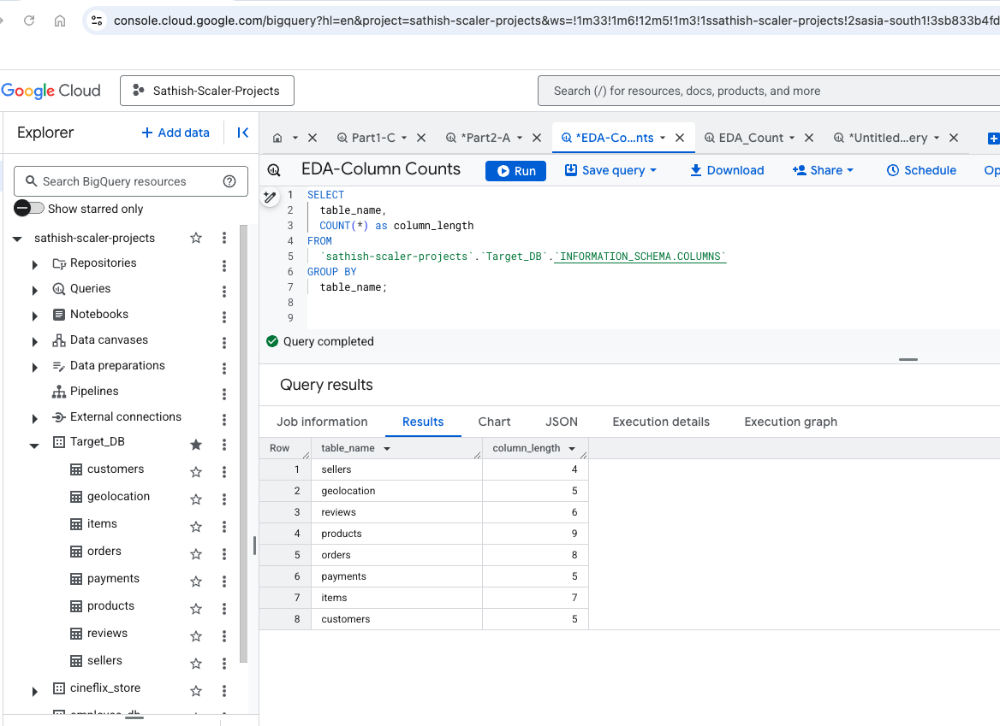 console.cloud.google.com/bigquery?hl=en&project=sathish-scaler-projects&ws=!1m33!1m6!12m5!1m3!1ssathish-scaler-projects!2sasia-south1!3sb833b4fd
Google Cloud
Sathish-Scaler-Projects
Search (/) for resources, docs, products, and more
Explorer
+ Add data
Search BigQuery resources
Show starred only
sathish-scaler-projects
Repositories
Queries
Notebooks
Data canvases
Data preparations
Pipelines
External connections
Target_DB
customers
geolocation
items
orders
payments
products
reviews
sellers
cineflix_store
Part1-C
*Part2-A
*EDA-Co...nts
EDA_Count
*Untitled...ery
EDA-Column Counts
Run
Save query
Download
Share
Schedule
Op
1 SELECT
2 table_name,
3 COUNT(*) as column_length
4 FROM
5 `sathish-scaler-projects`.`Target_DB`.`INFORMATION_SCHEMA.COLUMNS`
6 GROUP BY
7 table_name;
8
9
Query completed
Query results
Job information Results Chart JSON Execution details Execution graph
Row table_name column_length
1 sellers 4
2 geolocation 5
3 reviews 6
4 products 9
5 orders 8
6 payments 5
7 items 7
8 customers 5